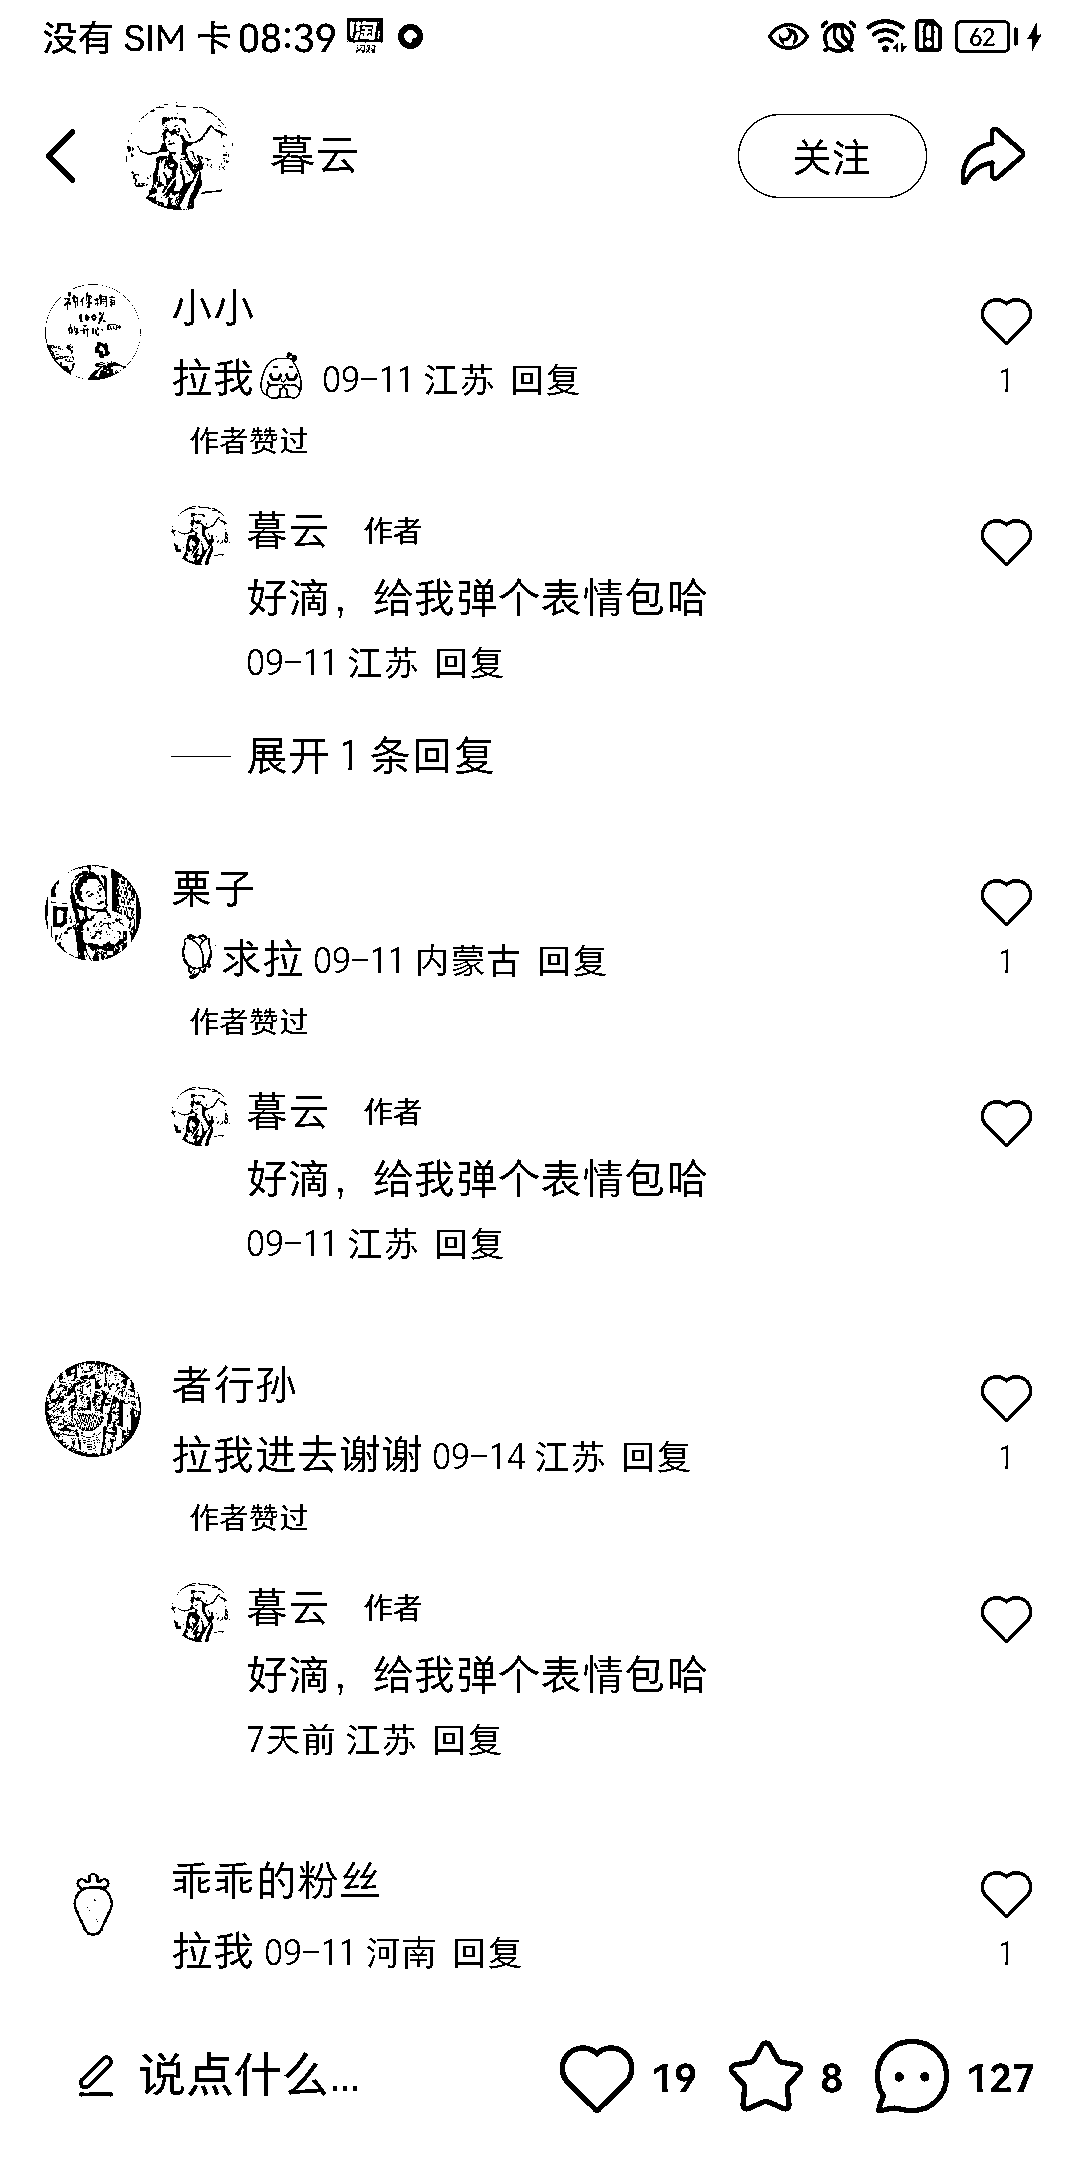 没有 SIM 卡 08:39 62
暮云 关注
小小
拉我 09-11 江苏 回复
1
作者赞过
暮云 作者
好滴，给我弹个表情包哈
09-11 江苏 回复
展开 1 条回复
栗子
求拉 09-11 内蒙古 回复
1
作者赞过
暮云 作者
好滴，给我弹个表情包哈
09-11 江苏 回复
者行孙
拉我进去谢谢 09-14 江苏 回复
1
作者赞过
暮云 作者
好滴，给我弹个表情包哈
7天前 江苏 回复
乖乖的粉丝
拉我 09-11 河南 回复
1
说点什么... 19 8 127